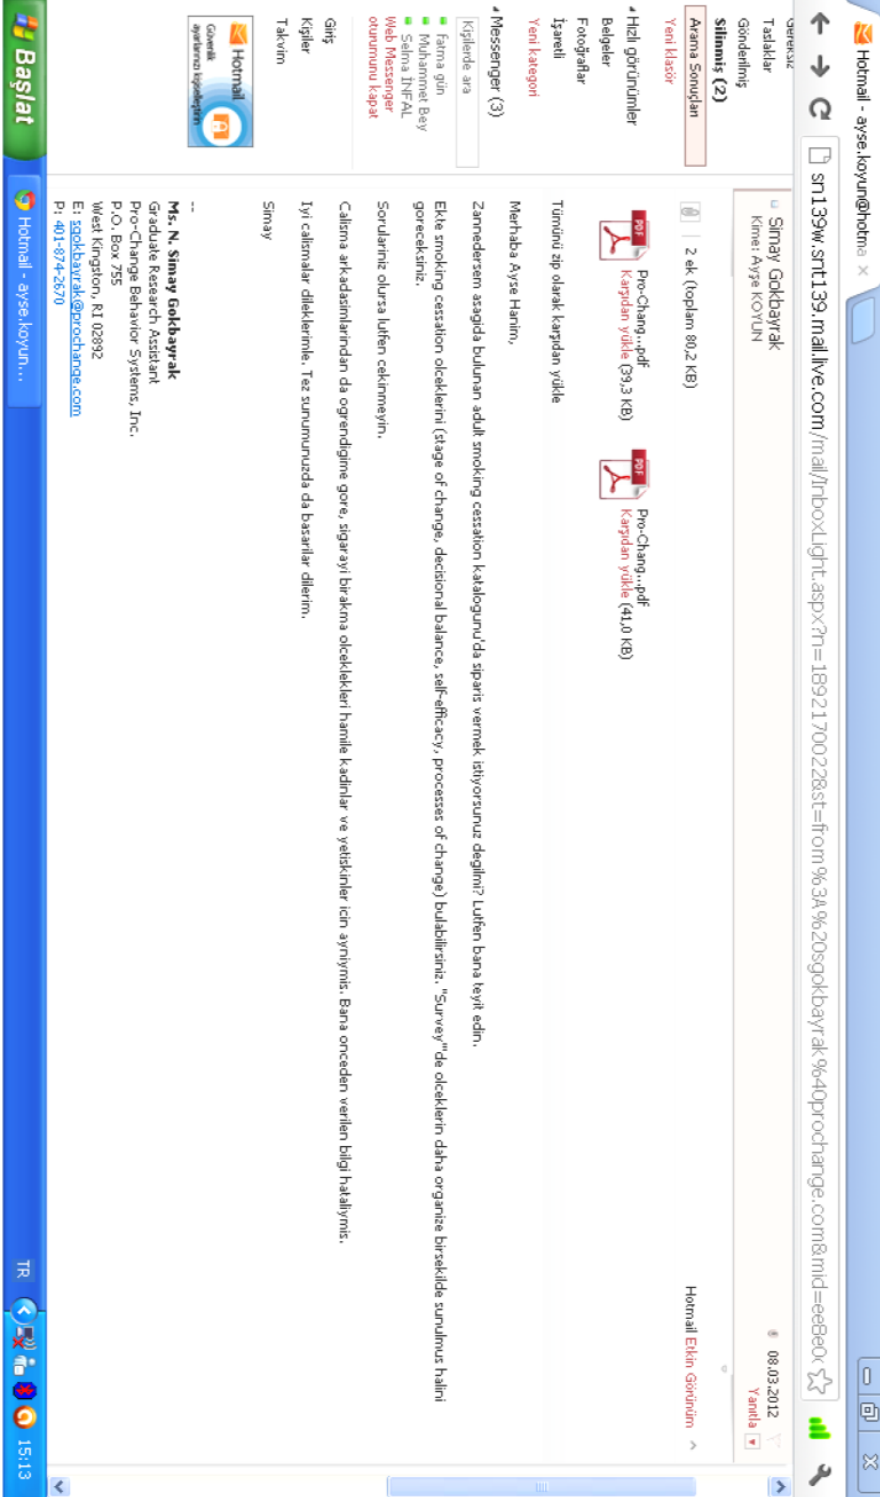 Hotmail - ayse.koyun@hotma
sn139w.snt139.mail.live.com/mail/InboxLight.aspx?n=1892170022&st=from%3A%20sgokbayrak%40prochange.com&mid=ee8e0c
Gereksiz
Taslaklar
Gönderilmiş
Silinmiş (2)
Arama Sonuçları
Yeni klasör
Hızlı görünümler
Belgeler
Fotoğraflar
İşaretli
Yeni kategori
Messenger (3)
Kişilerde ara
fatma gün
Muhammet Bey
Selma İNFAL
Web Messenger
oturumunu kapat
Giriş
Kişiler
Takvim
Hotmail
Güvenlik
ayarlarınızı kişiselleştirin
Simay Gokbayrak
Kime: Ayşe KOYUN
08.03.2012
Yanıtla
2 ek (toplam 80,2 KB)
Hotmail Etkin Görünüm
PDF
Pro-Chang...pdf
Karşıdan yükle (39,3 KB)
PDF
Pro-Chang...pdf
Karşıdan yükle (41,0 KB)
Tümünü zip olarak karşıdan yükle
Merhaba Ayse Hanim,
Zannedersem asagida bulunan adult smoking cessation katalogunu'da siparis vermek istiyorsunuz degilmi? Lutfen bana teyit edin.
Ekte smoking cessation olceklerini (stage of change, decisional balance, self-efficacy, processes of change) bulabilirsiniz. "Survey"'de olceklerin daha organize birsekilde sunulmus halini
goreceksiniz.
Sorulariniz olursa lutfen cekinmeyin.
Calisma arkadasimlarindan da ogrendigime gore, sigarayi birakma olceklekleri hamile kadinlar ve yetiskinler icin ayniymis. Bana onceden verilen bilgi hataliymis.
Iyi calismalar dileklerimle. Tez sunumunuzda da basarilar dilerim.
Simay
--
Ms. N. Simay Gokbayrak
Graduate Research Assistant
Pro-Change Behavior Systems, Inc.
P.O. Box 755
West Kingston, RI 02892
E: sgokbayrak@prochange.com
P: 401-874-2670
Başlat
Hotmail - ayse.koyun...
TR
15:13